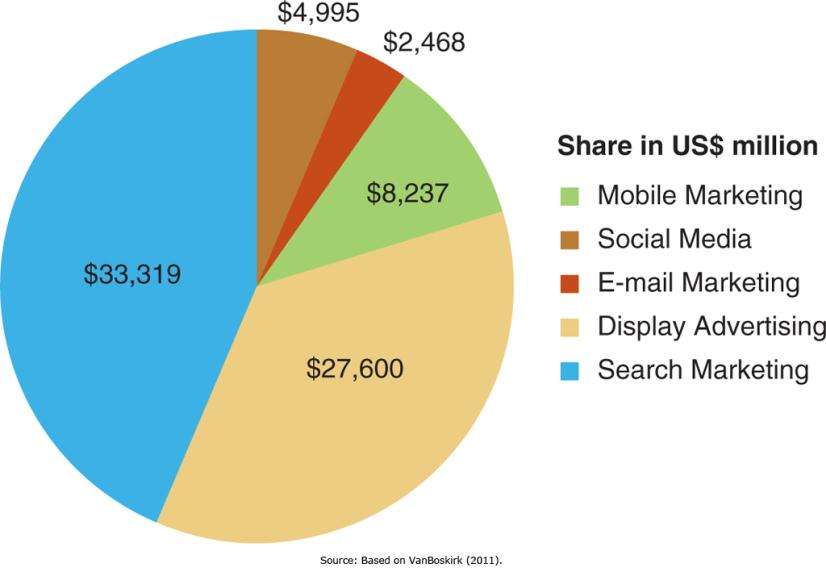 $4,995
$2,468
$8,237
$33,319
$27,600
Share in US$ million
Mobile Marketing
Social Media
E-mail Marketing
Display Advertising
Search Marketing
Source: Based on VanBoskirk (2011).